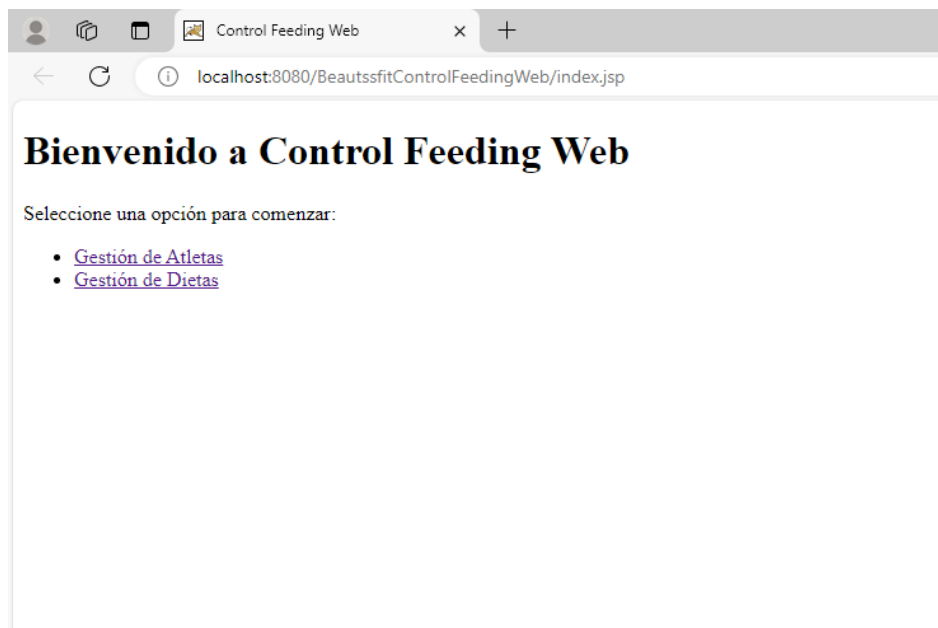 Control Feeding Web
localhost:8080/BeautssfitControlFeedingWeb/index.jsp
Bienvenido a Control Feeding Web
Seleccione una opción para comenzar:
Gestión de Atletas
Gestión de Dietas